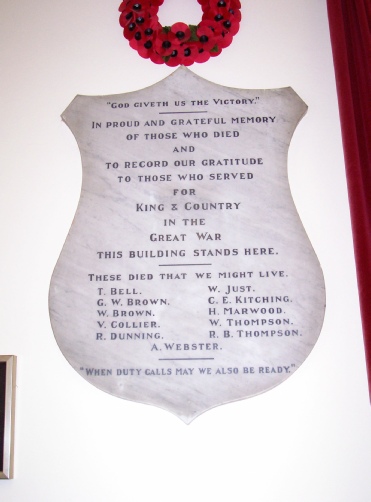 "God giveth us the Victory."
In proud and grateful memory
of those who died
and
to record our gratitude
to those who served
for
King & Country
in the
Great War
this building stands here.
These died that we might live.
T. Bell. W. Just.
G. W. Brown. C. E. Kitching.
W. Brown. H. Marwood.
V. Collier. W. Thompson.
R. Dunning. R. B. Thompson.
A. Webster.
"When duty calls may we also be ready."